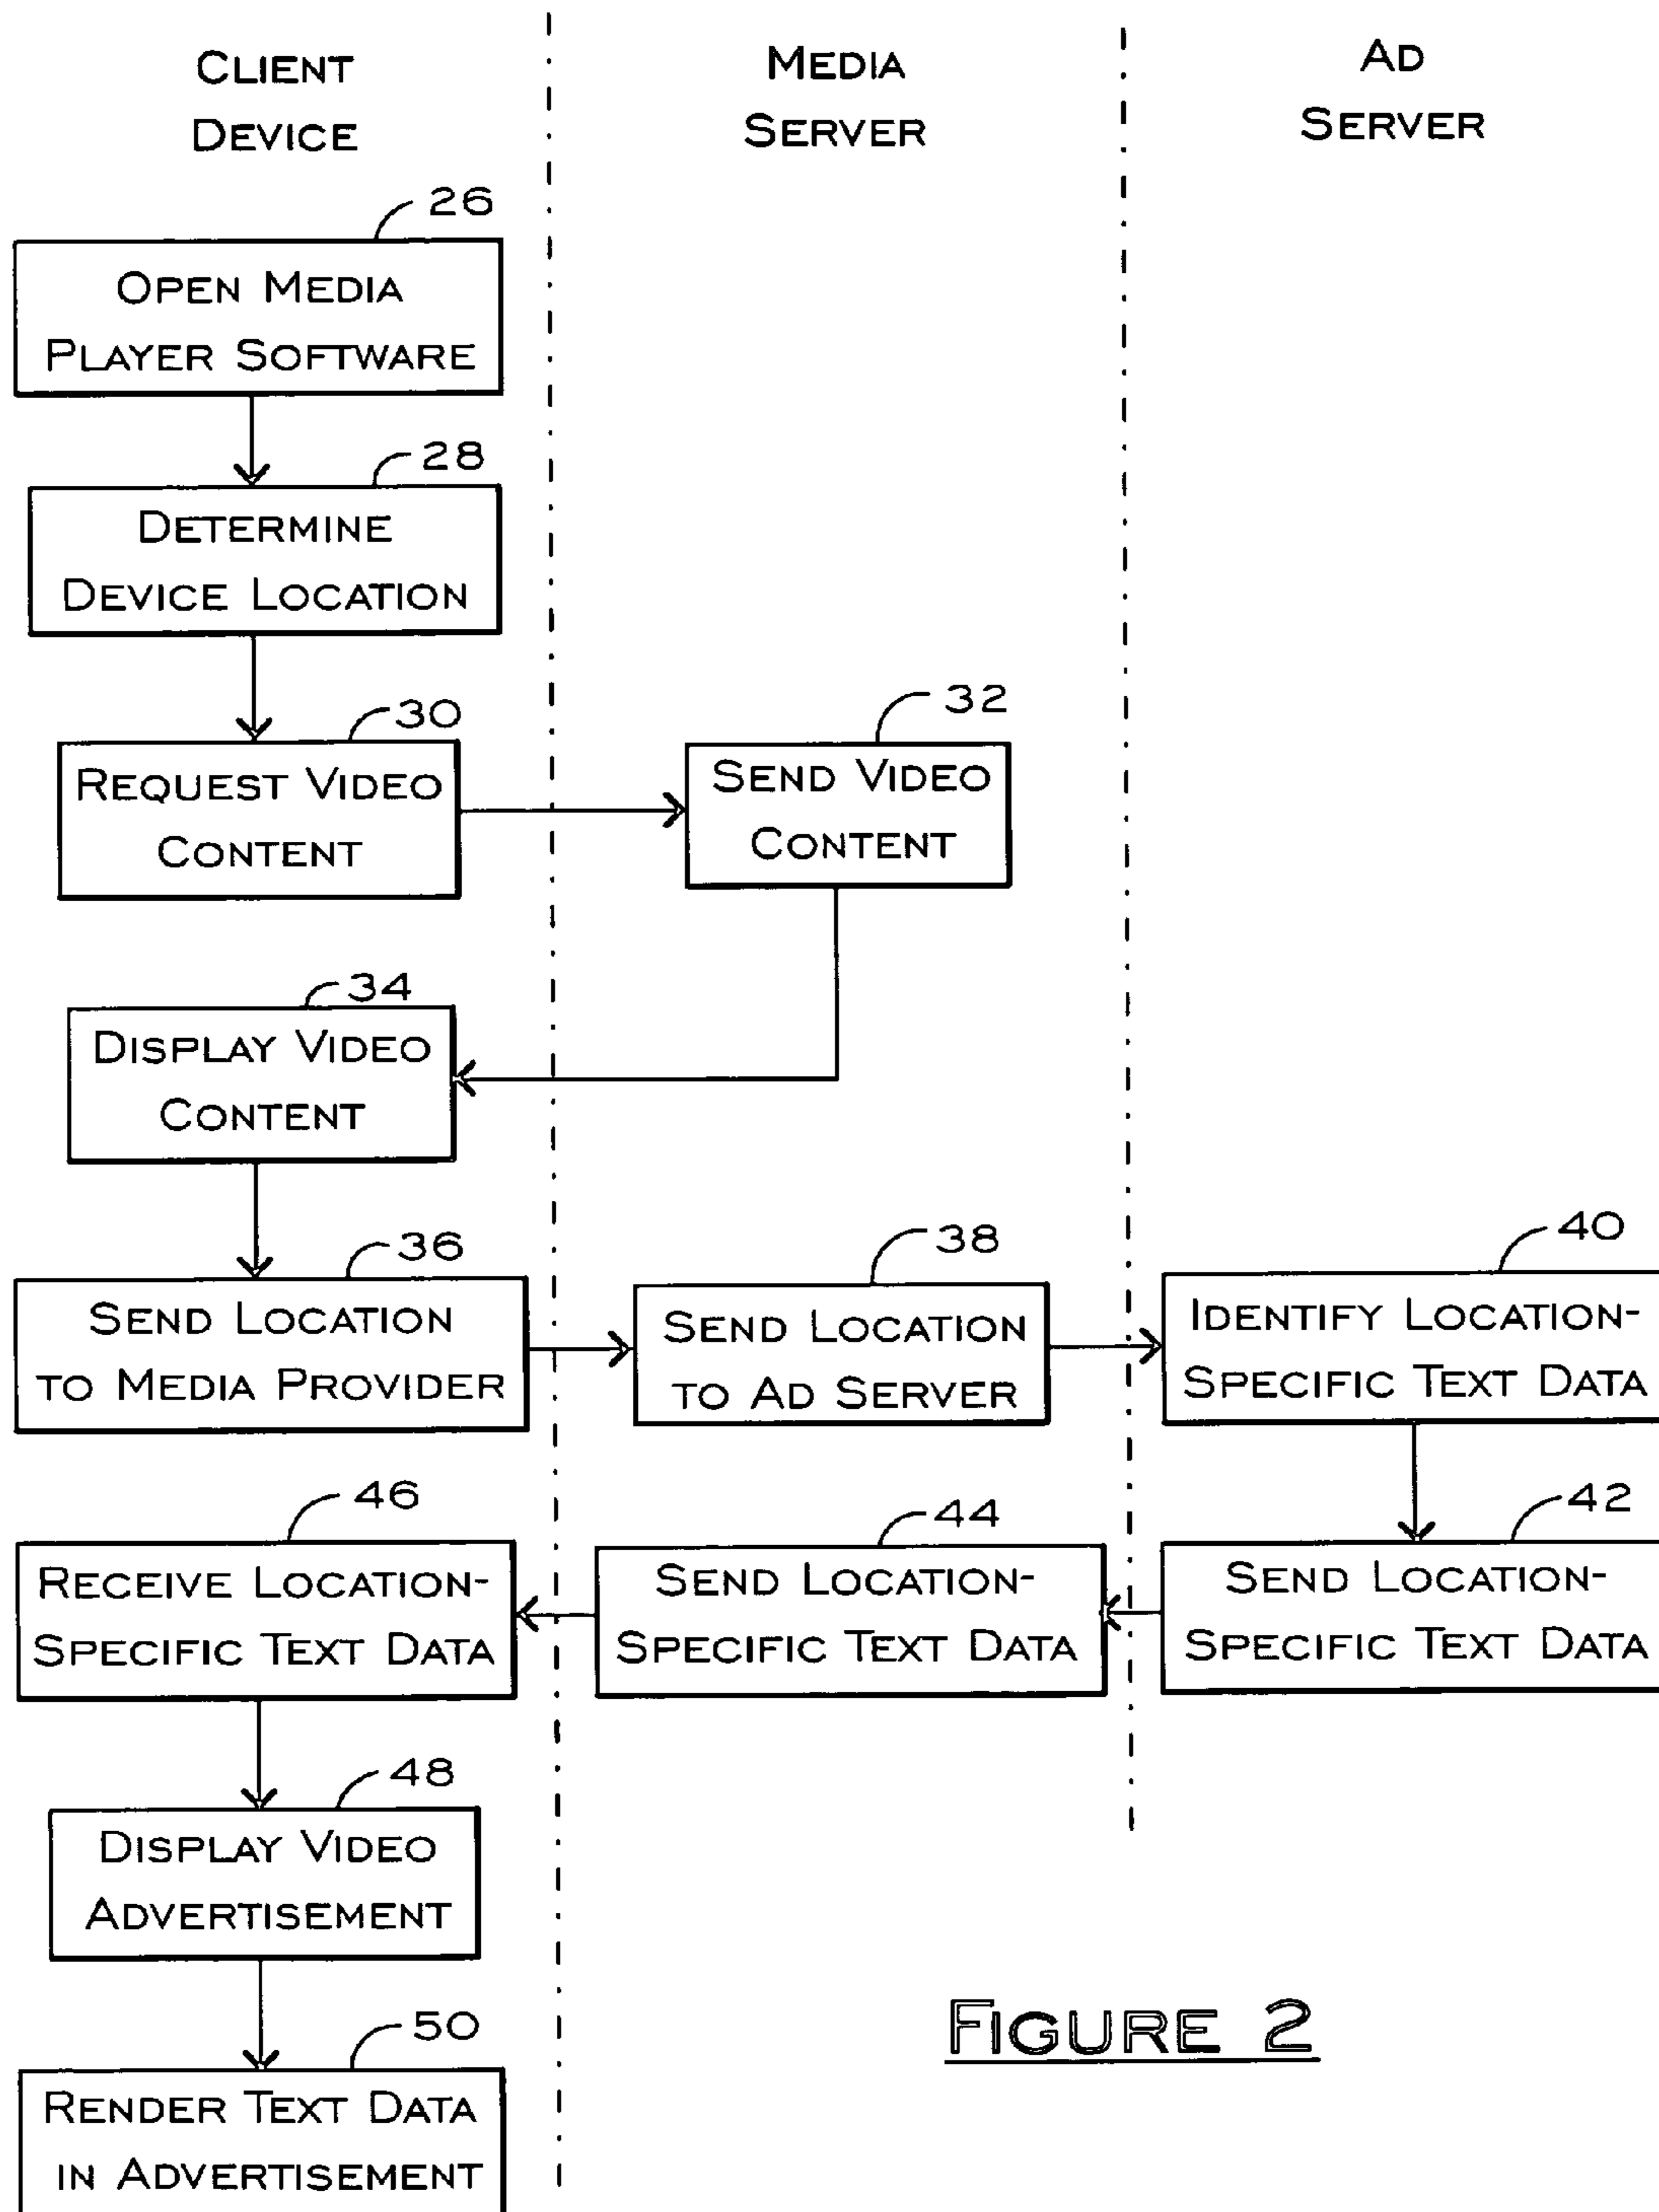 CLIENT
DEVICE
MEDIA
SERVER
AD
SERVER
26
OPEN MEDIA
PLAYER SOFTWARE
28
DETERMINE
DEVICE LOCATION
30
REQUEST VIDEO
CONTENT
32
SEND VIDEO
CONTENT
34
DISPLAY VIDEO
CONTENT
36
SEND LOCATION
TO MEDIA PROVIDER
38
SEND LOCATION
TO AD SERVER
40
IDENTIFY LOCATION-
SPECIFIC TEXT DATA
42
SEND LOCATION-
SPECIFIC TEXT DATA
44
SEND LOCATION-
SPECIFIC TEXT DATA
46
RECEIVE LOCATION-
SPECIFIC TEXT DATA
48
DISPLAY VIDEO
ADVERTISEMENT
50
RENDER TEXT DATA
IN ADVERTISEMENT
FIGURE 2